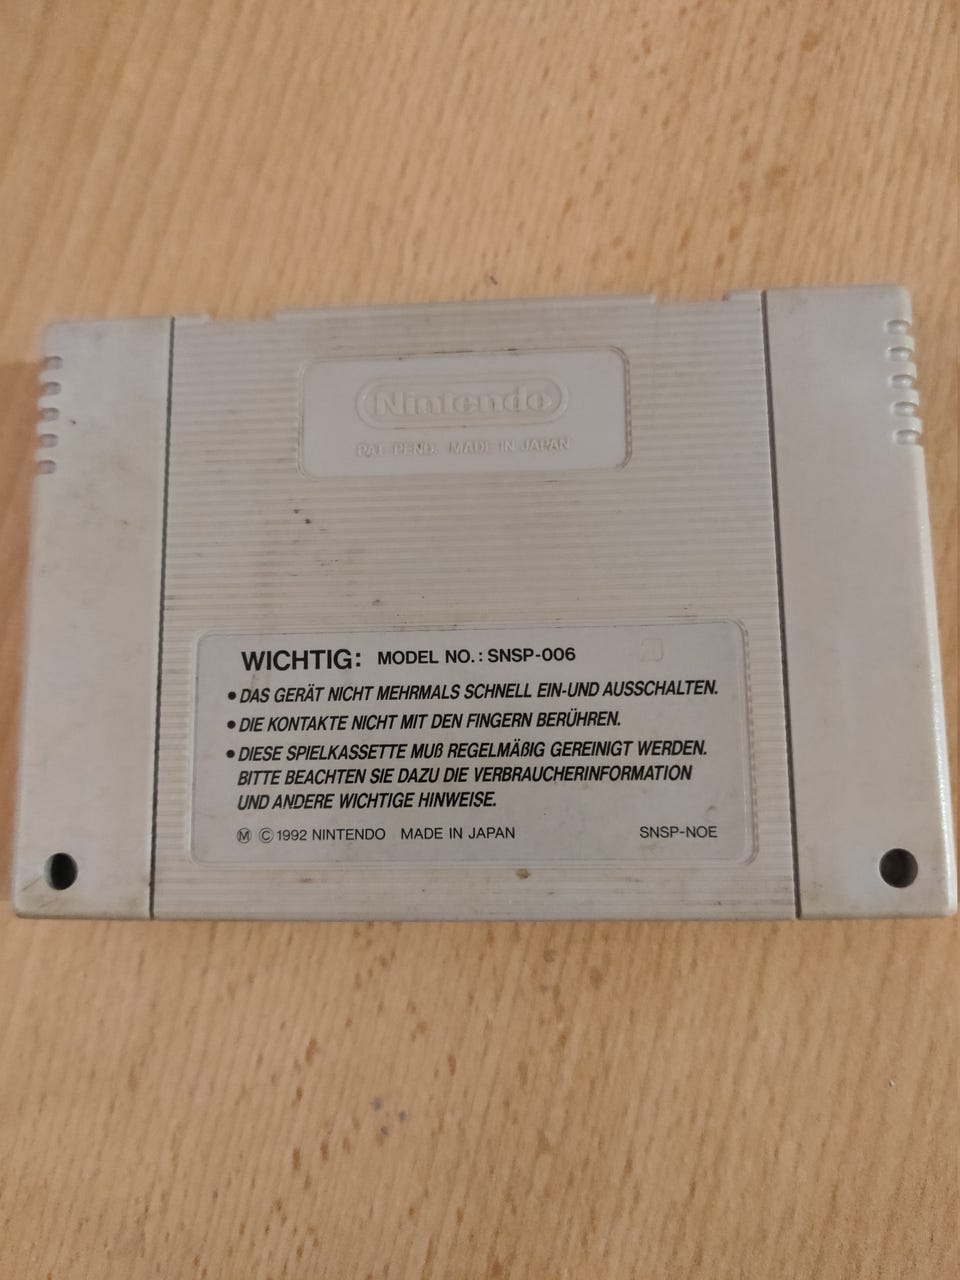 Nintendo
PAT. PEND. MADE IN JAPAN
WICHTIG: MODEL NO.: SNSP-006
• DAS GERÄT NICHT MEHRMALS SCHNELL EIN-UND AUSSCHALTEN.
• DIE KONTAKTE NICHT MIT DEN FINGERN BERÜHREN.
• DIESE SPIELKASSETTE MUß REGELMÄßIG GEREINIGT WERDEN.
BITTE BEACHTEN SIE DAZU DIE VERBRAUCHERINFORMATION
UND ANDERE WICHTIGE HINWEISE.
Ⓜ © 1992 NINTENDO MADE IN JAPAN SNSP-NOE